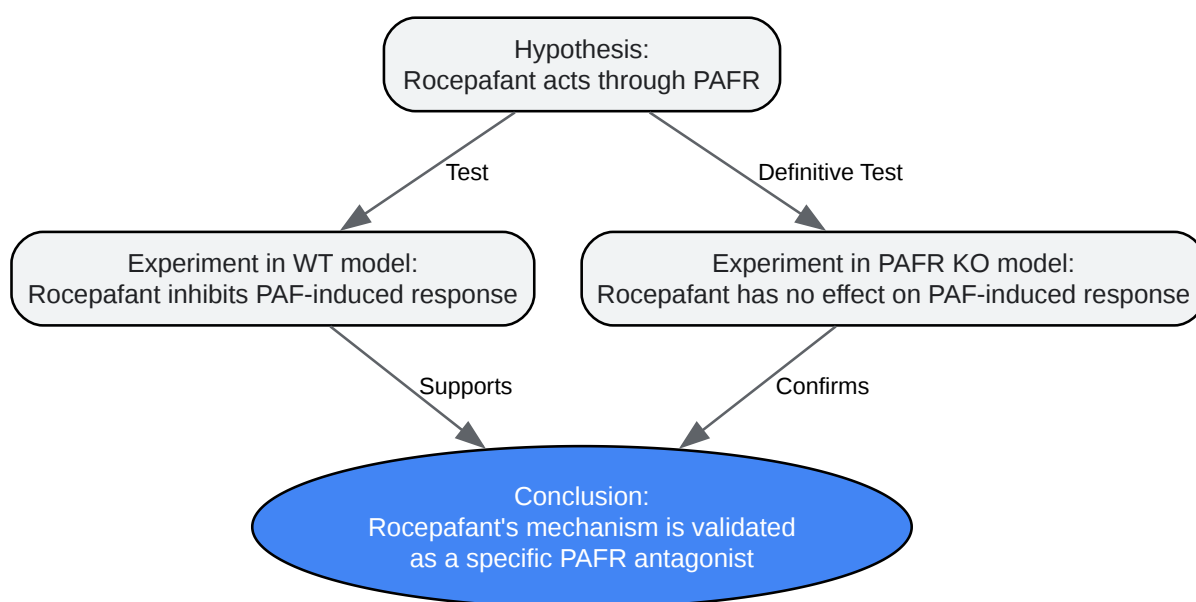 Hypothesis:
Rocepafant acts through PAFR
Test
Definitive Test
Experiment in WT model:
Rocepafant inhibits PAF-induced response
Experiment in PAFR KO model:
Rocepafant has no effect on PAF-induced response
Supports
Confirms
Conclusion:
Rocepafant's mechanism is validated
as a specific PAFR antagonist